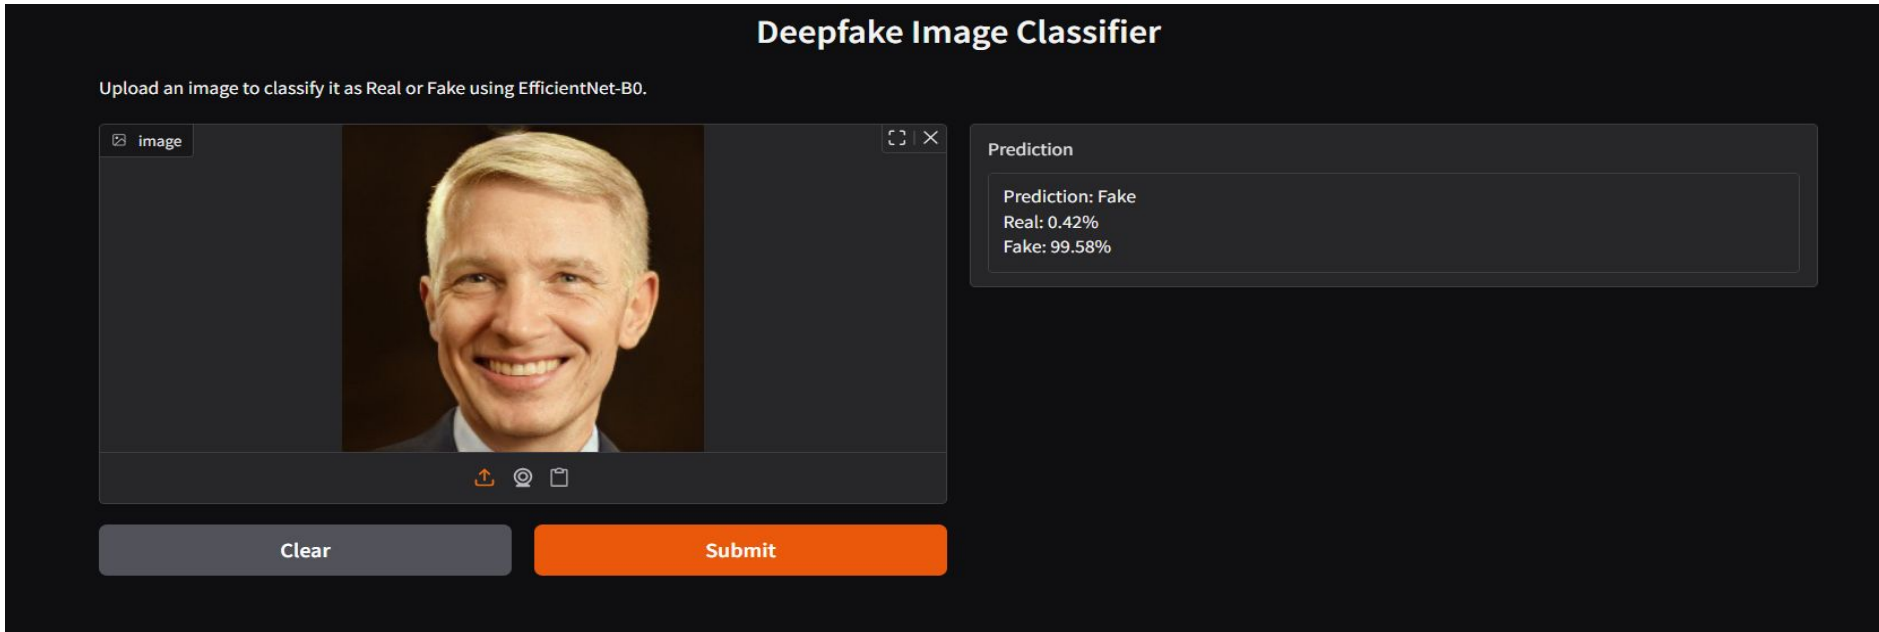 Deepfake Image Classifier
Upload an image to classify it as Real or Fake using EfficientNet-B0.
image
Prediction
Prediction: Fake
Real: 0.42%
Fake: 99.58%
Clear
Submit